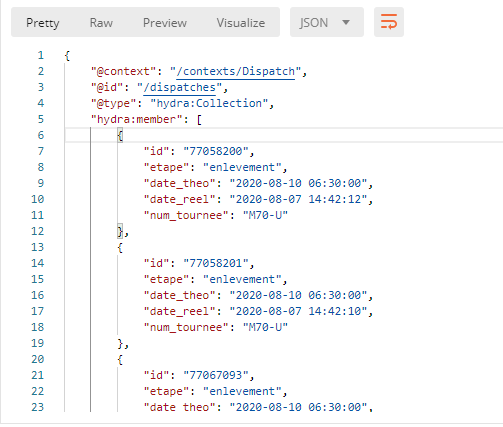 Pretty Raw Preview Visualize JSON
1 {
2 "@context": "/contexts/Dispatch",
3 "@id": "/dispatches",
4 "@type": "hydra:Collection",
5 "hydra:member": [
6 {
7 "id": "77058200",
8 "etape": "enlevement",
9 "date_theo": "2020-08-10 06:30:00",
10 "date_reel": "2020-08-07 14:42:12",
11 "num_tournee": "M70-U"
12 },
13 {
14 "id": "77058201",
15 "etape": "enlevement",
16 "date_theo": "2020-08-10 06:30:00",
17 "date_reel": "2020-08-07 14:42:10",
18 "num_tournee": "M70-U"
19 },
20 {
21 "id": "77067093",
22 "etape": "enlevement",
23 "date_theo": "2020-08-10 06:30:00",